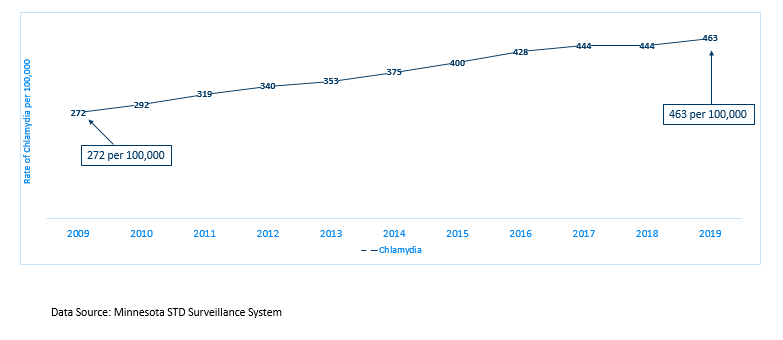 Rate of Chlamydia per 100,000
272
292
319
340
353
375
400
428
444
444
463
272 per 100,000
463 per 100,000
2009 2010 2011 2012 2013 2014 2015 2016 2017 2018 2019
Chlamydia
Data Source: Minnesota STD Surveillance System